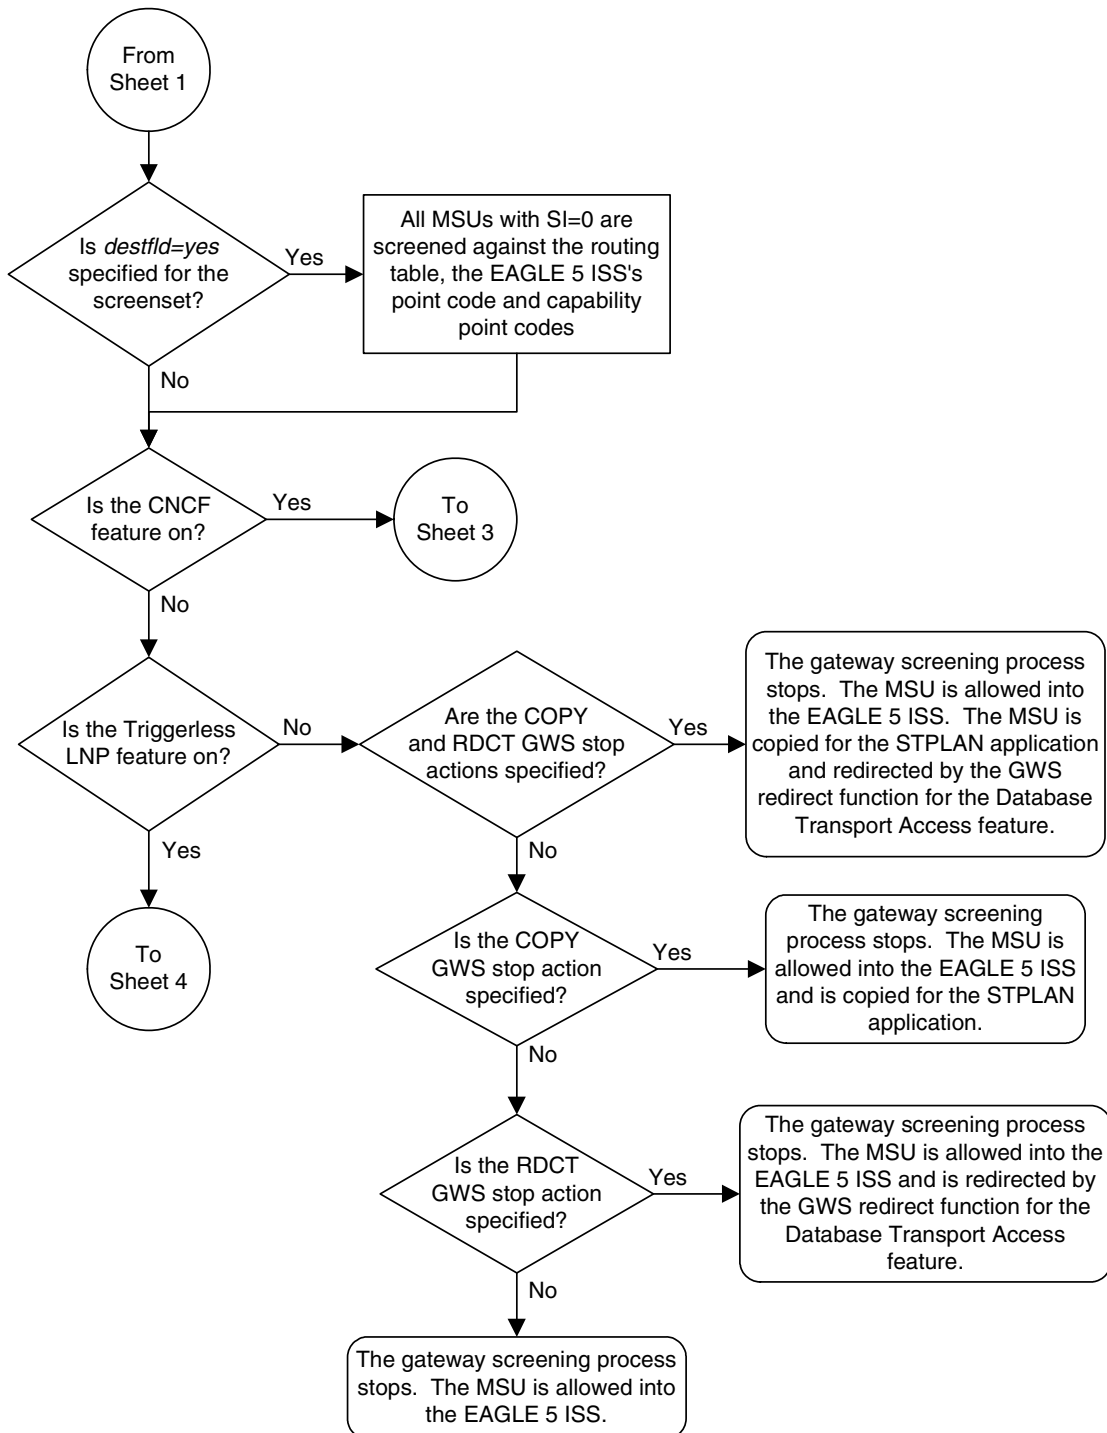 From
Sheet 1
Is destfld=yes
specified for the
screenset?
Yes
All MSUs with SI=0 are
screened against the routing
table, the EAGLE 5 ISS's
point code and capability
point codes
No
Is the CNCF
feature on?
Yes
To
Sheet 3
No
Is the Triggerless
LNP feature on?
No
Are the COPY
and RDCT GWS stop
actions specified?
Yes
The gateway screening process
stops.  The MSU is allowed into
the EAGLE 5 ISS.  The MSU is
copied for the STPLAN application
and redirected by the GWS
redirect function for the Database
Transport Access feature.
Yes
To
Sheet 4
No
Is the COPY
GWS stop action
specified?
Yes
The gateway screening
process stops.  The MSU is
allowed into the EAGLE 5 ISS
and is copied for the STPLAN
application.
No
Is the RDCT
GWS stop action
specified?
Yes
The gateway screening process
stops.  The MSU is allowed into the
EAGLE 5 ISS and is redirected by
the GWS redirect function for the
Database Transport Access
feature.
No
The gateway screening process
stops.  The MSU is allowed into
the EAGLE 5 ISS.